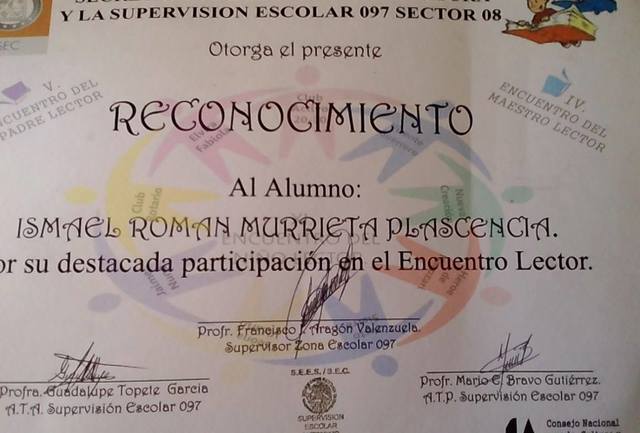 Y LA SUPERVISION ESCOLAR 097 SECTOR 08
Otorga el presente
V.
ENCUENTRO DEL
PADRE LECTOR
IV.
ENCUENTRO DEL
MAESTRO LECTOR
RECONOCIMIENTO
Al Alumno:
ISMAEL ROMAN MURRIETA PLASCENCIA.
or su destacada participación en el Encuentro Lector.
Profr. Francisco J. Aragón Valenzuela.
Supervisor Zona Escolar 097
Profra. Guadalupe Topete Garcia
A.T.A. Supervisión Escolar 097
S.E.E.S. / S.E.C.
SUPERVISION
ESCOLAR
Profr. Mario E. Bravo Gutiérrez.
A.T.P. Supervisión Escolar 097
Consejo Nacional